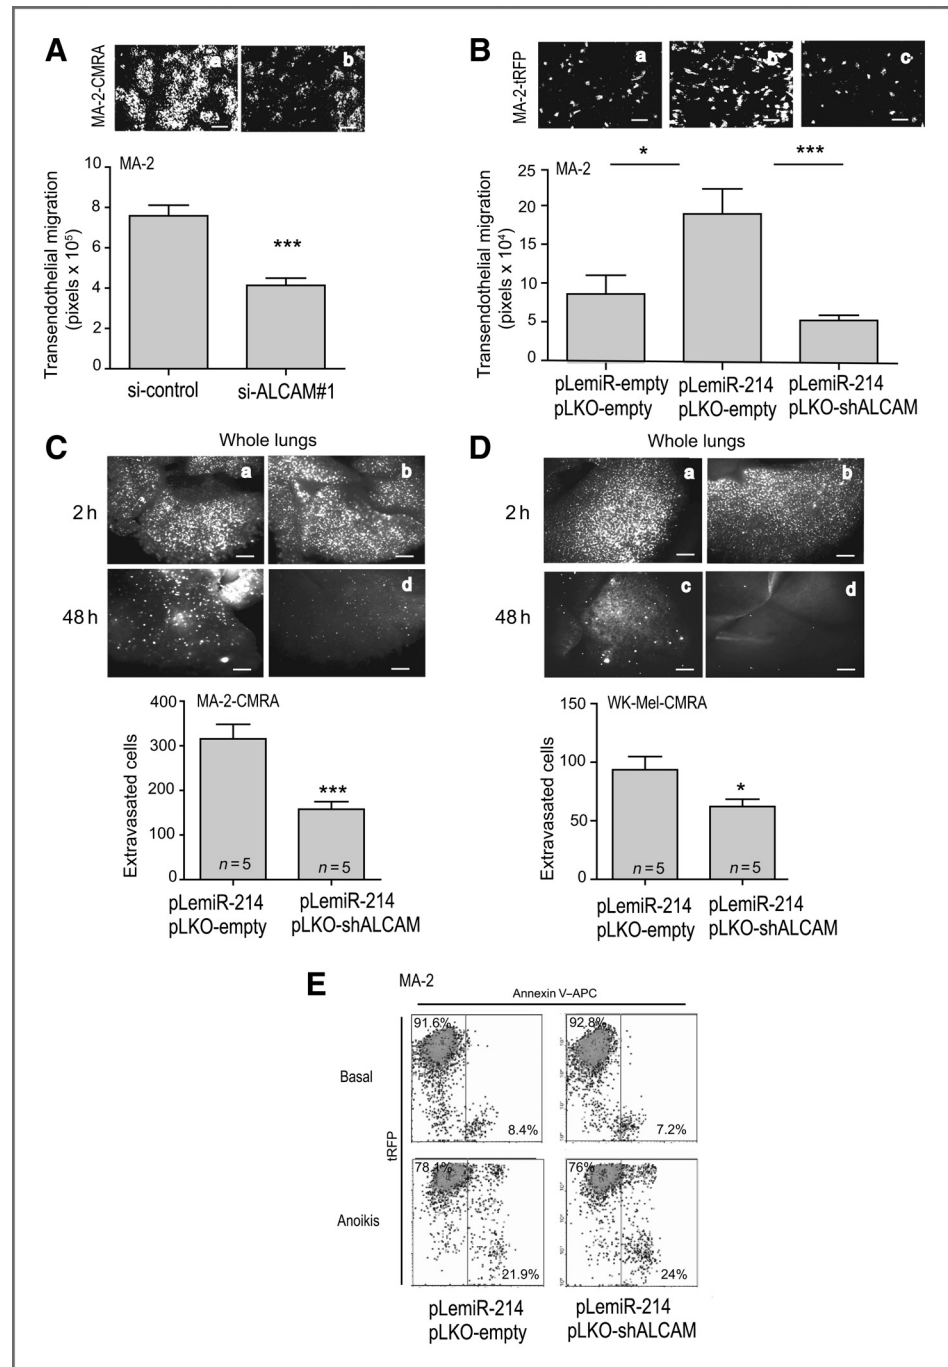 A
MA-2-CMRA
a
b
MA-2
Transendothelial migration
(pixels x 10⁵)
10
8
6
4
2
0
***
si-control
si-ALCAM#1
B
MA-2-tRFP
a
b
c
*
***
MA-2
Transendothelial migration
(pixels x 10⁴)
25
20
15
10
5
0
pLemiR-empty
pLKO-empty
pLemiR-214
pLKO-empty
pLemiR-214
pLKO-shALCAM
C
Whole lungs
2 h
a
b
48 h
d
MA-2-CMRA
Extravasated cells
400
300
200
100
0
***
n = 5
n = 5
pLemiR-214
pLKO-empty
pLemiR-214
pLKO-shALCAM
D
Whole lungs
2 h
a
b
48 h
c
d
WK-Mel-CMRA
Extravasated cells
150
100
50
0
*
n = 5
n = 5
pLemiR-214
pLKO-empty
pLemiR-214
pLKO-shALCAM
E
MA-2
Annexin V–APC
tRFP
Basal
91.6%
8.4%
92.8%
7.2%
Anoikis
78.1%
21.9%
76%
24%
pLemiR-214
pLKO-empty
pLemiR-214
pLKO-shALCAM